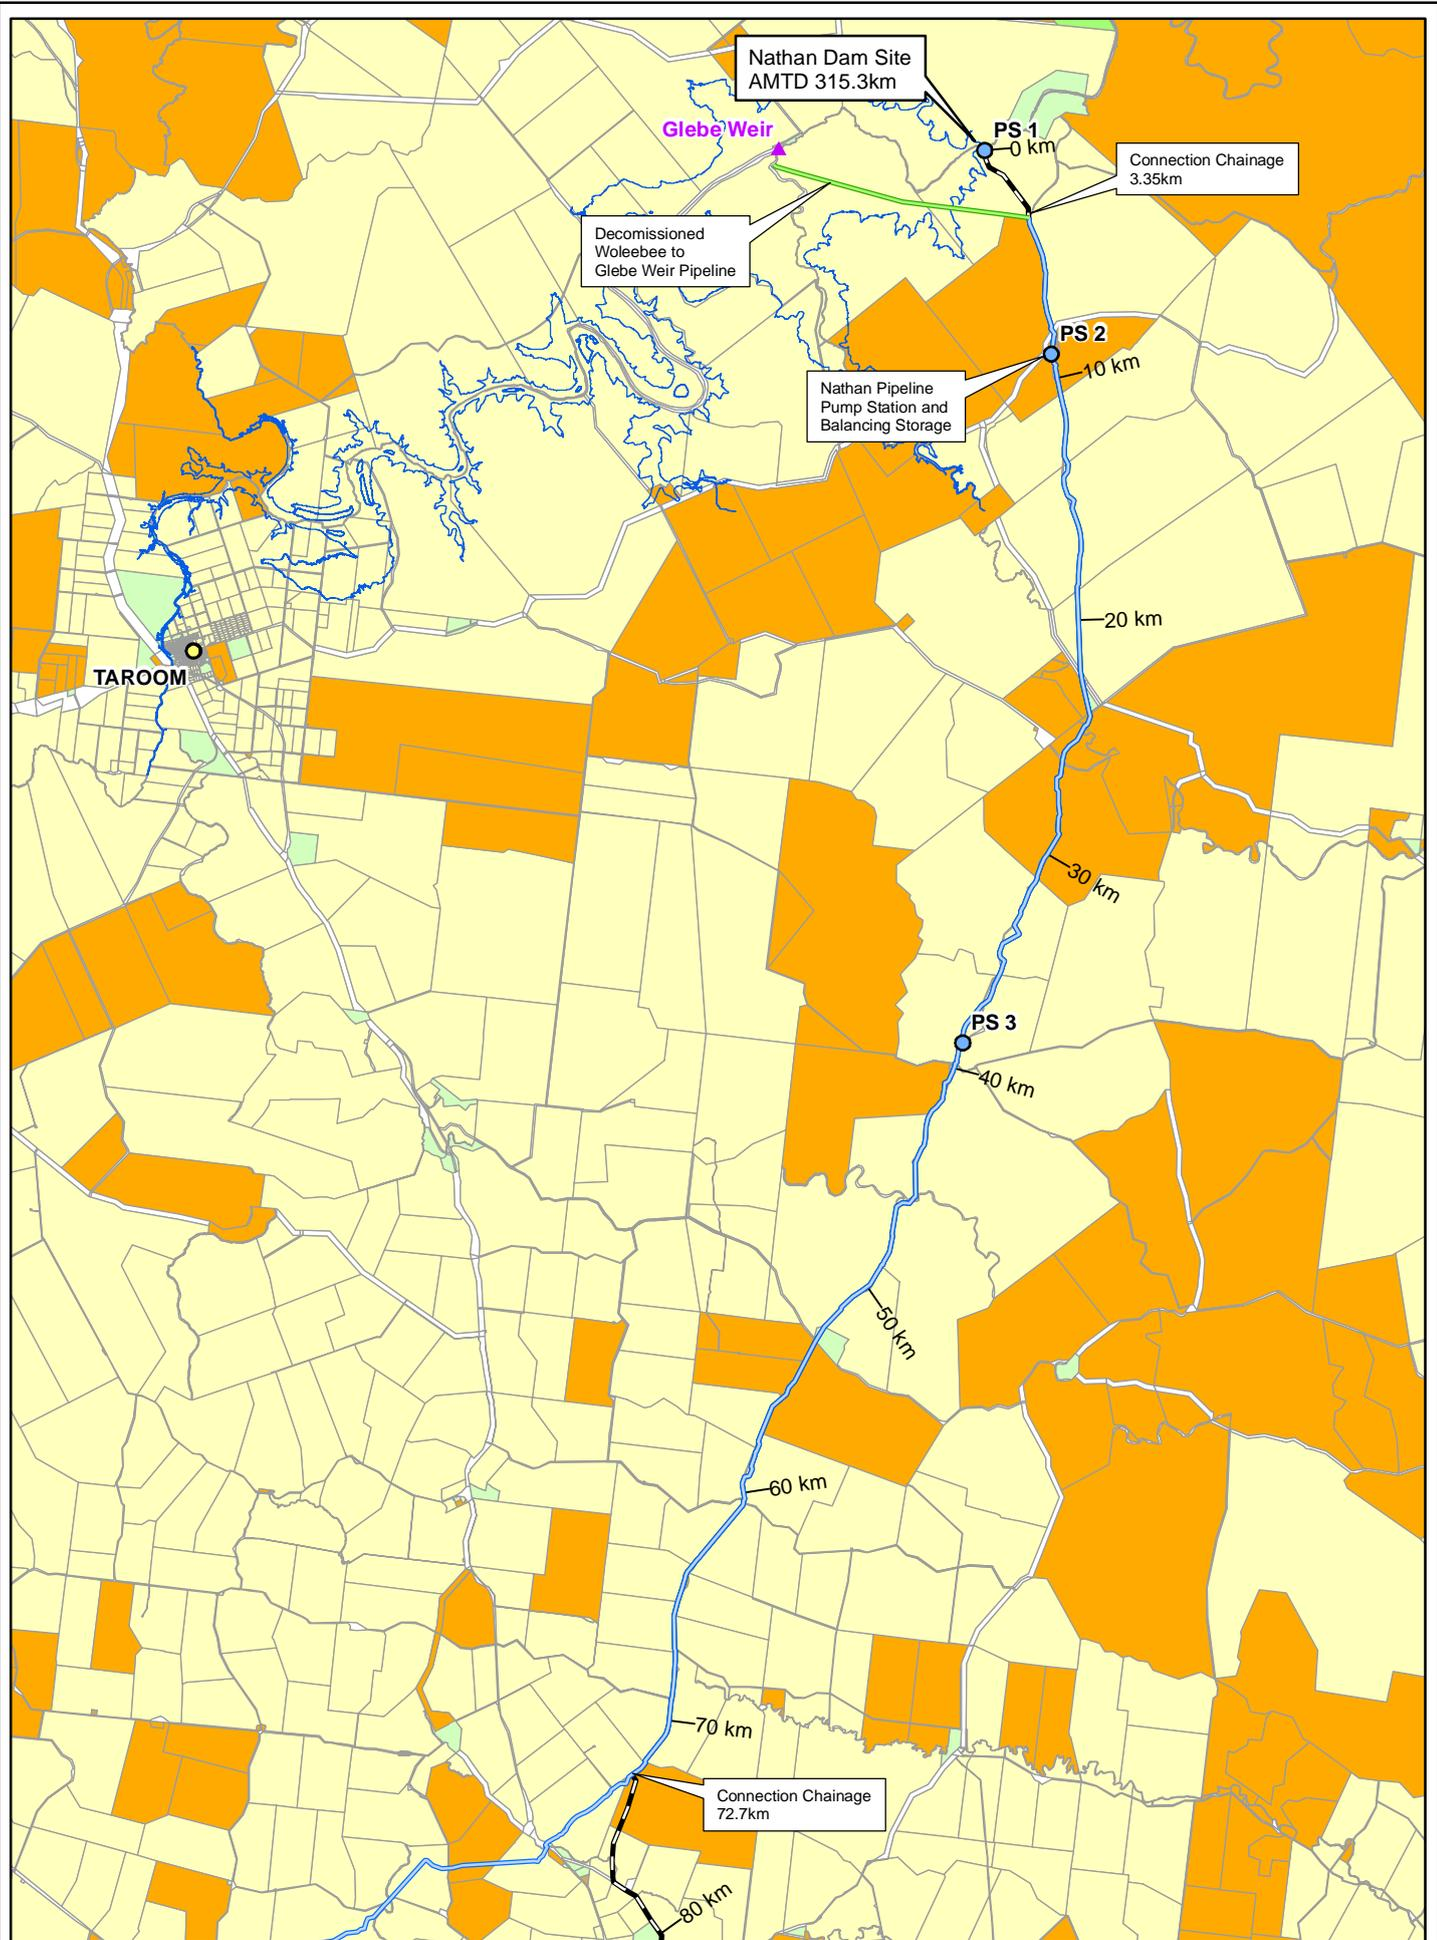 Nathan Dam Site
AMTD 315.3km
Glebe Weir
PS 1
0 km
Connection Chainage
3.35km
Decomissioned
Woleebee to
Glebe Weir Pipeline
PS 2
10 km
Nathan Pipeline
Pump Station and
Balancing Storage
20 km
TAROOM
30 km
PS 3
40 km
50 km
60 km
70 km
Connection Chainage
72.7km
80 km